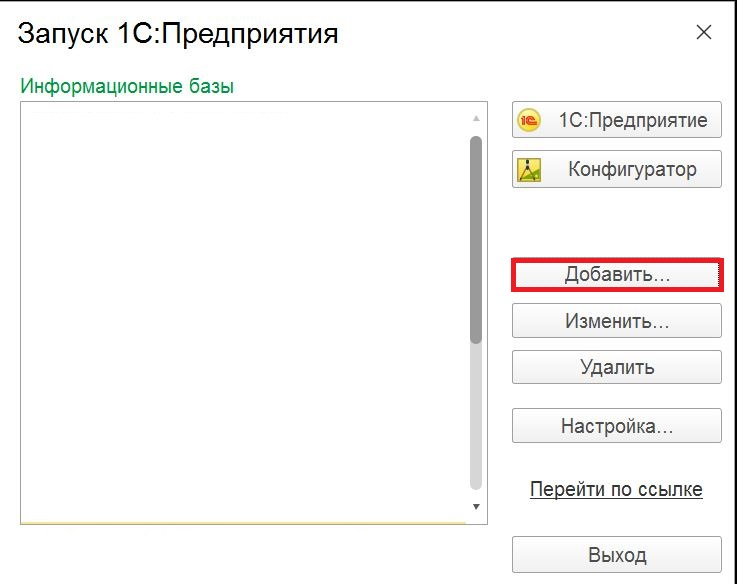 Запуск 1С:Предприятия
Информационные базы
1С:Предприятие
Конфигуратор
Добавить...
Изменить...
Удалить
Настройка...
Перейти по ссылке
Выход